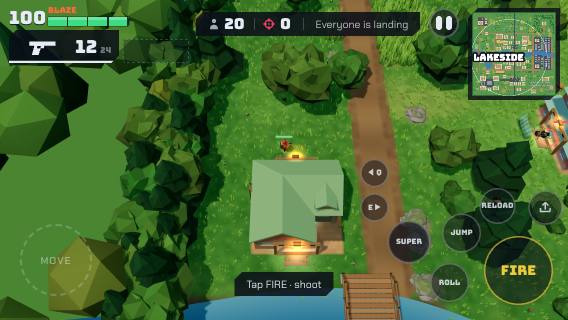 100 BLAZE
12 24
20 0 Everyone is landing
LAKESIDE
◀ Q
E ▶
RELOAD
JUMP
SUPER
FIRE
ROLL
MOVE
Tap FIRE · shoot